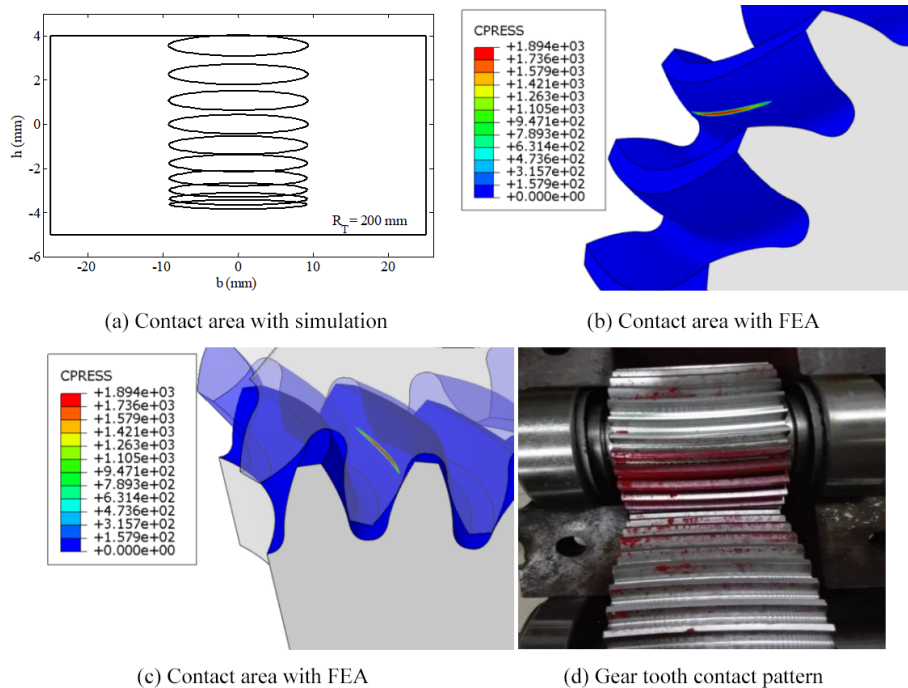 4
2
0
-2
-4
-6
h (mm)
R_T = 200 mm
-20
-10
0
10
20
b (mm)
(a) Contact area with simulation
CPRESS
+1.894e+03
+1.736e+03
+1.579e+03
+1.421e+03
+1.263e+03
+1.105e+03
+9.471e+02
+7.893e+02
+6.314e+02
+4.736e+02
+3.157e+02
+1.579e+02
+0.000e+00
(b) Contact area with FEA
CPRESS
+1.894e+03
+1.736e+03
+1.579e+03
+1.421e+03
+1.263e+03
+1.105e+03
+9.471e+02
+7.893e+02
+6.314e+02
+4.736e+02
+3.157e+02
+1.579e+02
+0.000e+00
(c) Contact area with FEA
(d) Gear tooth contact pattern